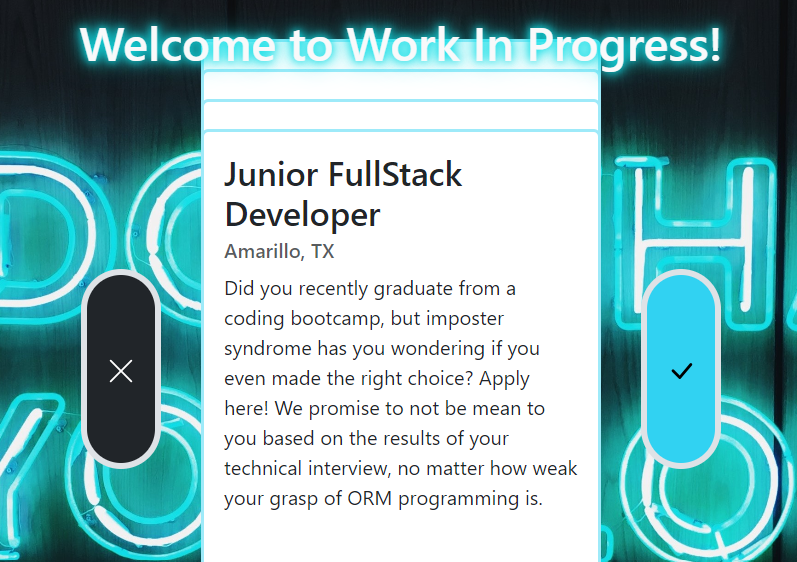 Welcome to Work In Progress!
Junior FullStack
Developer
Amarillo, TX
Did you recently graduate from a
coding bootcamp, but imposter
syndrome has you wondering if you
even made the right choice? Apply
here! We promise to not be mean to
you based on the results of your
technical interview, no matter how weak
your grasp of ORM programming is.